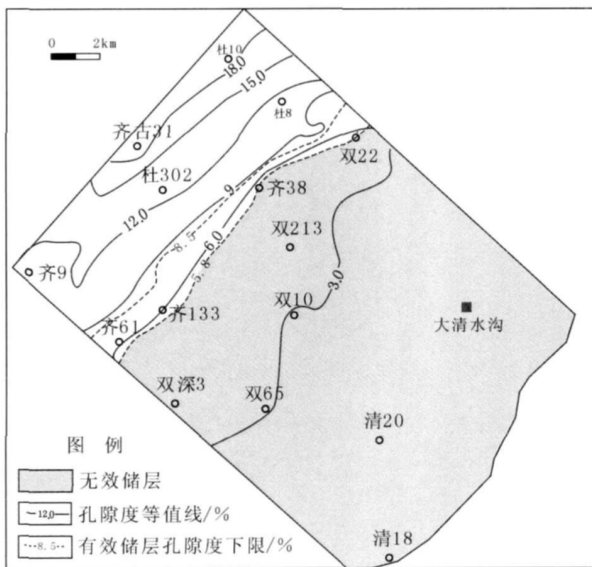 0 2km
杜10
18.0
15.0
杜8
齐古31
双22
杜302
9
齐38
12.0
8.5
6.0
双213
5.8
3.0
齐9
双10
齐133
大清水沟
齐61
双深3
双65
清20
图 例
无效储层
12.0 孔隙度等值线/%
8.5 有效储层孔隙度下限/%
清18